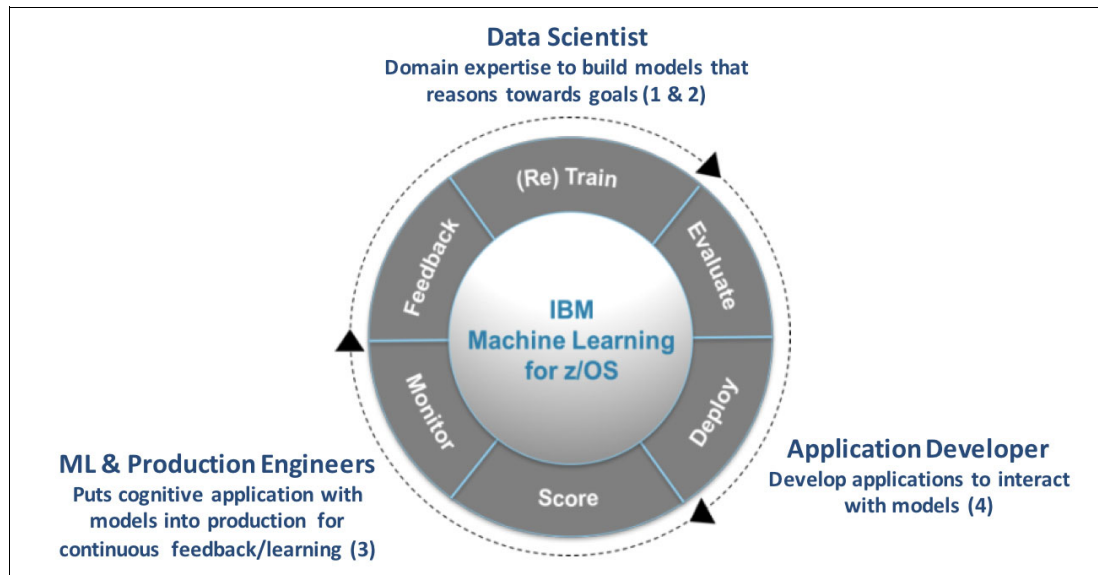 Data Scientist
Domain expertise to build models that
reasons towards goals (1 & 2)
(Re) Train
Evaluate
Deploy
Score
Monitor
Feedback
IBM
Machine Learning
for z/OS
Application Developer
Develop applications to interact
with models (4)
ML & Production Engineers
Puts cognitive application with
models into production for
continuous feedback/learning (3)